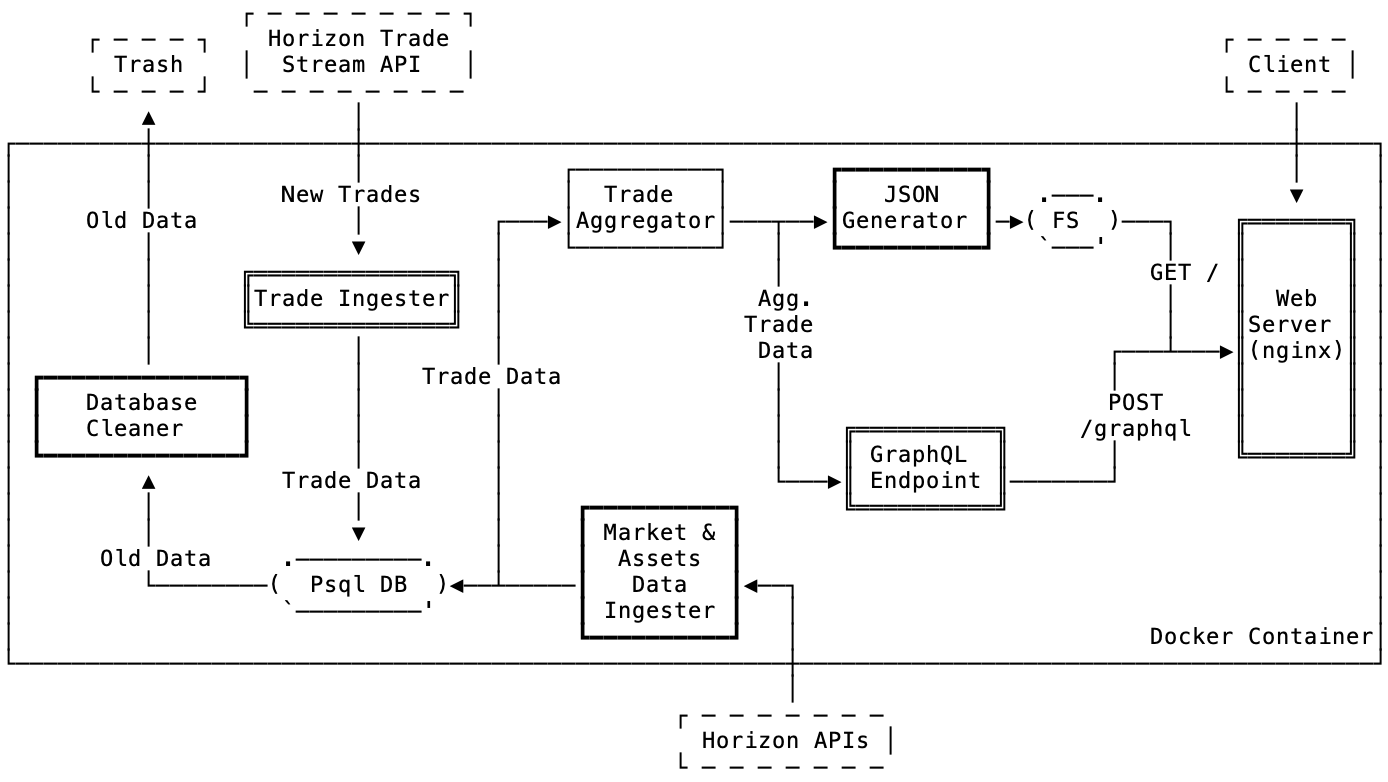 Horizon Trade
Stream API
Trash
Client
New Trades
Old Data
Trade
Aggregator
JSON
Generator
FS
GET /
Trade Ingester
Agg.
Trade
Data
Web
Server
(nginx)
Trade Data
Database
Cleaner
POST
/graphql
GraphQL
Endpoint
Trade Data
Old Data
Psql DB
Market &
Assets
Data
Ingester
Docker Container
Horizon APIs